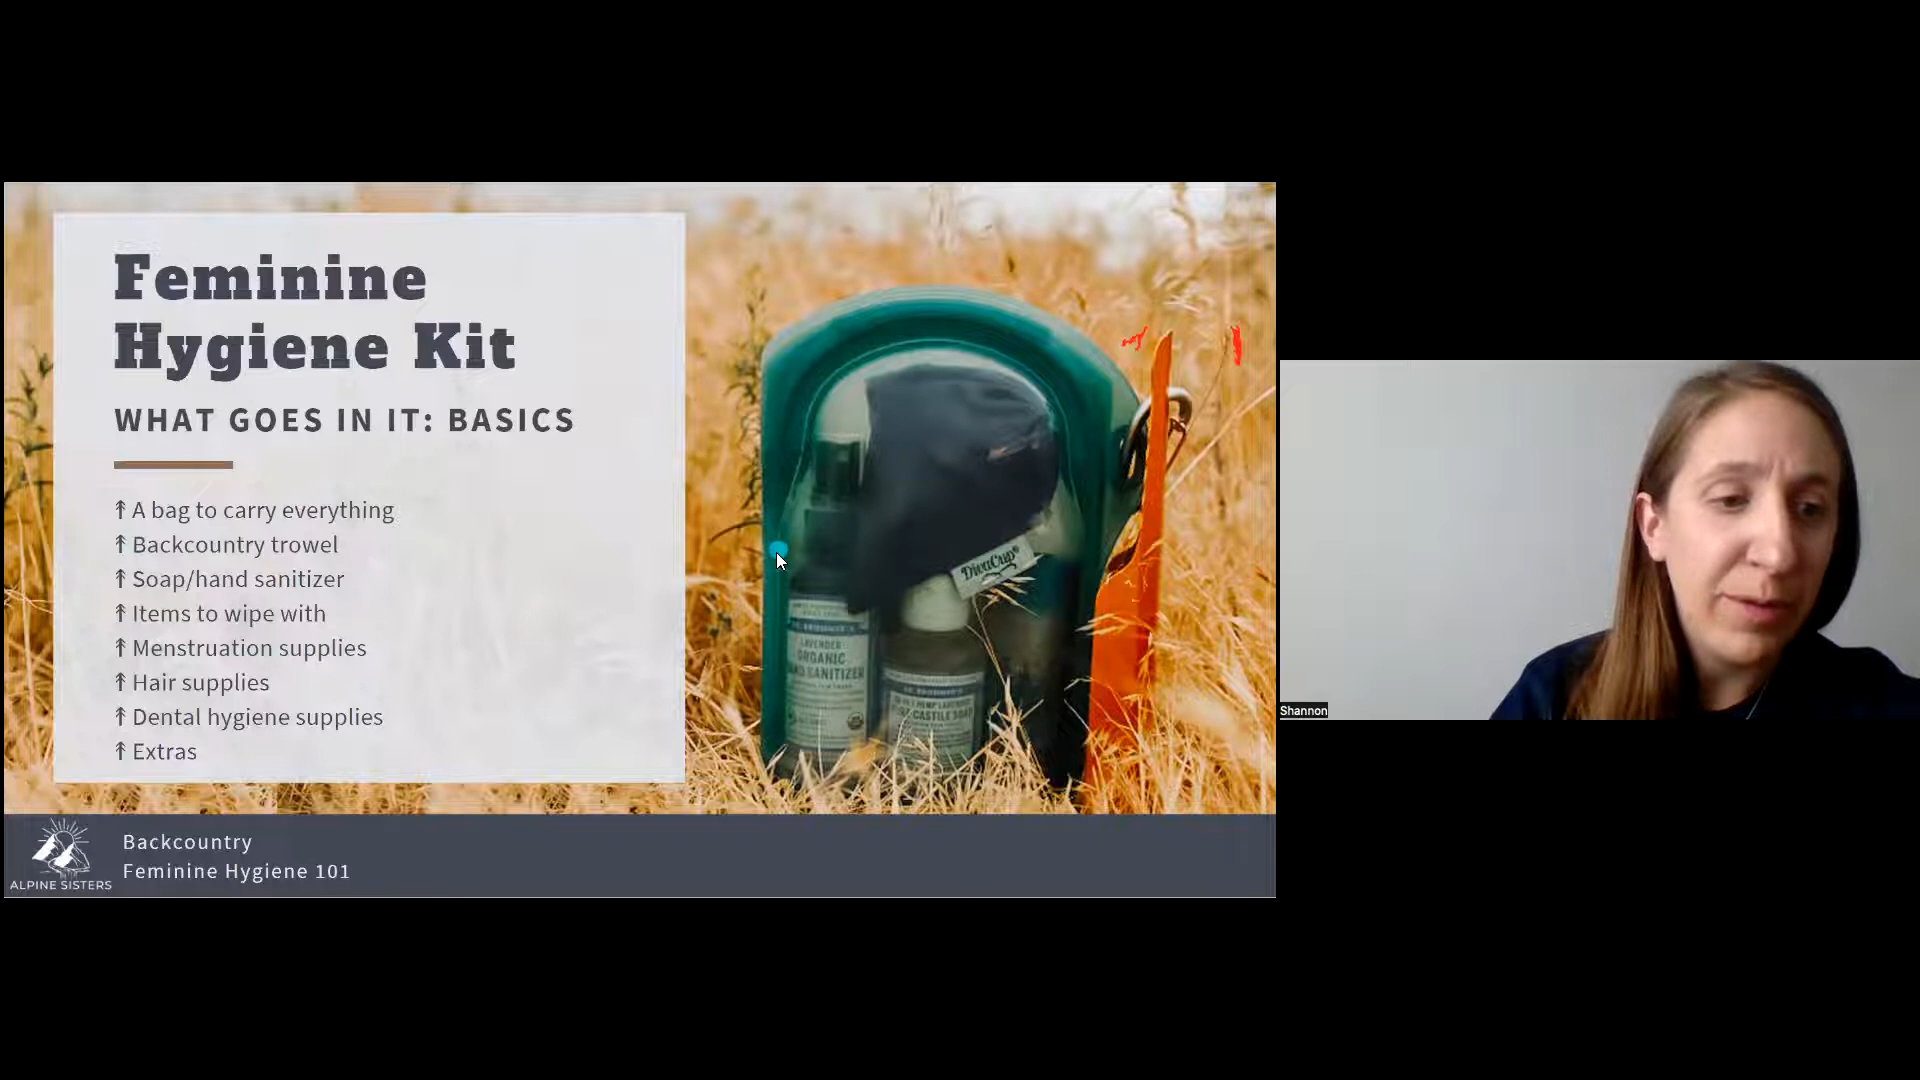 Feminine
Hygiene Kit
WHAT GOES IN IT: BASICS
A bag to carry everything
Backcountry trowel
Soap/hand sanitizer
Items to wipe with
Menstruation supplies
Hair supplies
Dental hygiene supplies
Extras
DivaCup®
LAVENDER
ORGANIC
HAND SANITIZER
CASTILE SOAP
ALPINE SISTERS
Backcountry
Feminine Hygiene 101
Shannon